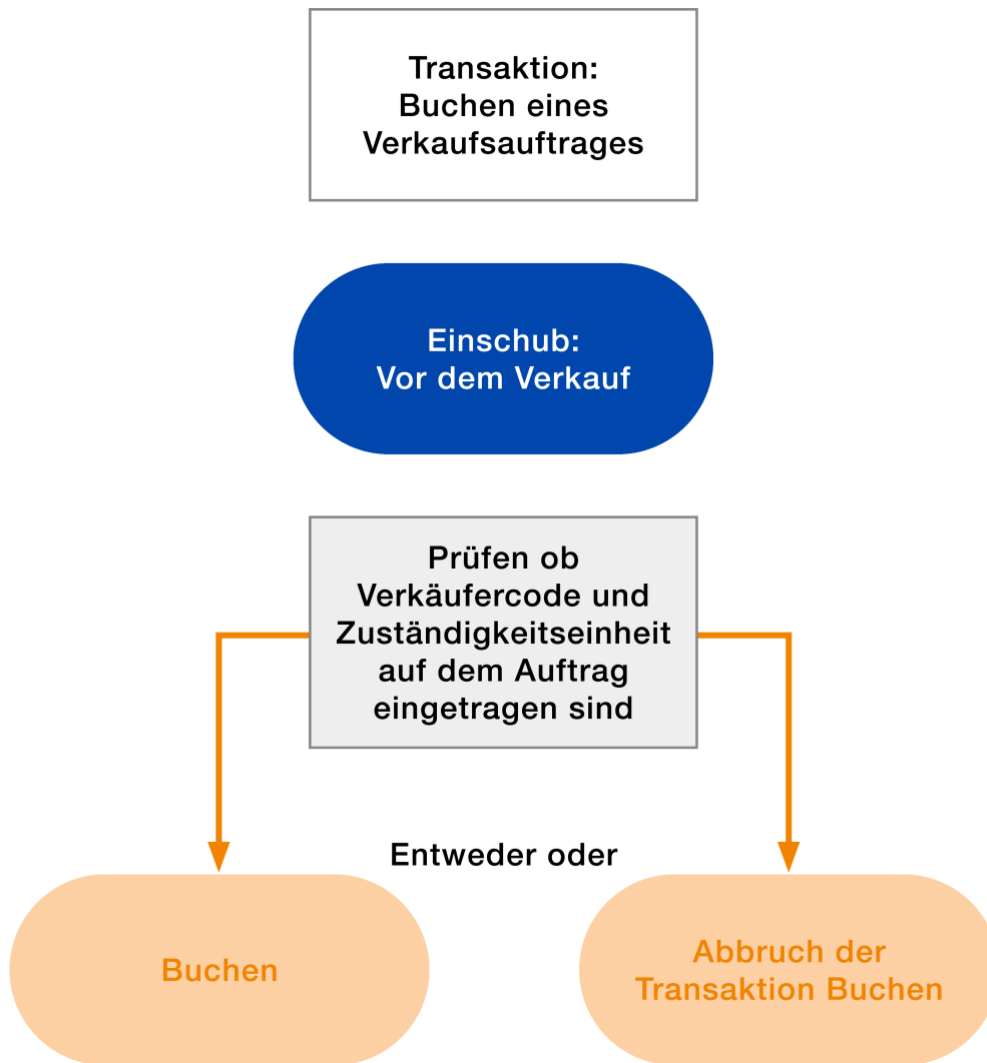 Transaktion:
Buchen eines
Verkaufsauftrages
Einschub:
Vor dem Verkauf
Prüfen ob
Verkäufercode und
Zuständigkeitseinheit
auf dem Auftrag
eingetragen sind
Entweder oder
Buchen
Abbruch der
Transaktion Buchen